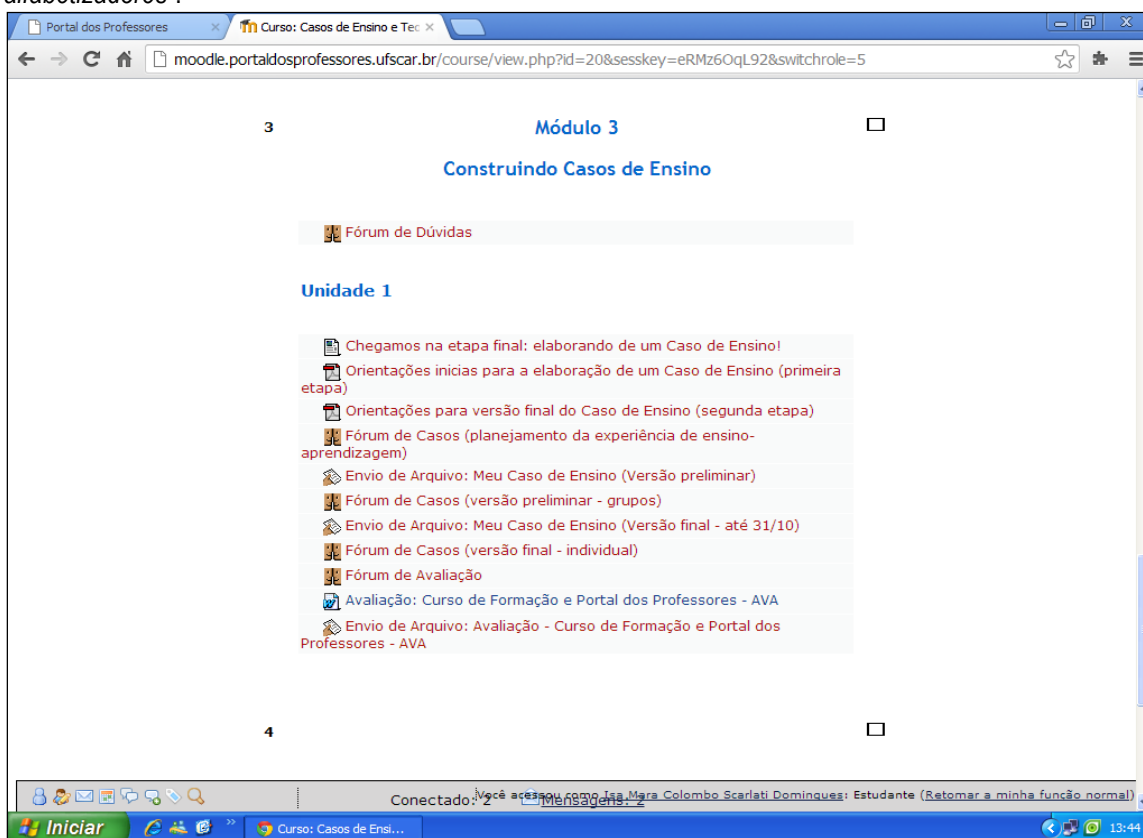 alfabetizadores".
Portal dos Professores
Curso: Casos de Ensino e Tec
moodle.portaldosprofessores.ufscar.br/course/view.php?id=20&sesskey=eRMz6OqL92&switchrole=5
3
Módulo 3
Construindo Casos de Ensino
Fórum de Dúvidas
Unidade 1
Chegamos na etapa final: elaborando de um Caso de Ensino!
Orientações inicias para a elaboração de um Caso de Ensino (primeira
etapa)
Orientações para versão final do Caso de Ensino (segunda etapa)
Fórum de Casos (planejamento da experiência de ensino-
aprendizagem)
Envio de Arquivo: Meu Caso de Ensino (Versão preliminar)
Fórum de Casos (versão preliminar - grupos)
Envio de Arquivo: Meu Caso de Ensino (Versão final - até 31/10)
Fórum de Casos (versão final - individual)
Fórum de Avaliação
Avaliação: Curso de Formação e Portal dos Professores - AVA
Envio de Arquivo: Avaliação - Curso de Formação e Portal dos
Professores - AVA
4
Conectado: 2
Mensagens: 2
Você acessou como Isa Mara Colombo Scarlati Domingues: Estudante (Retomar a minha função normal)
Iniciar
Curso: Casos de Ensi...
13:44